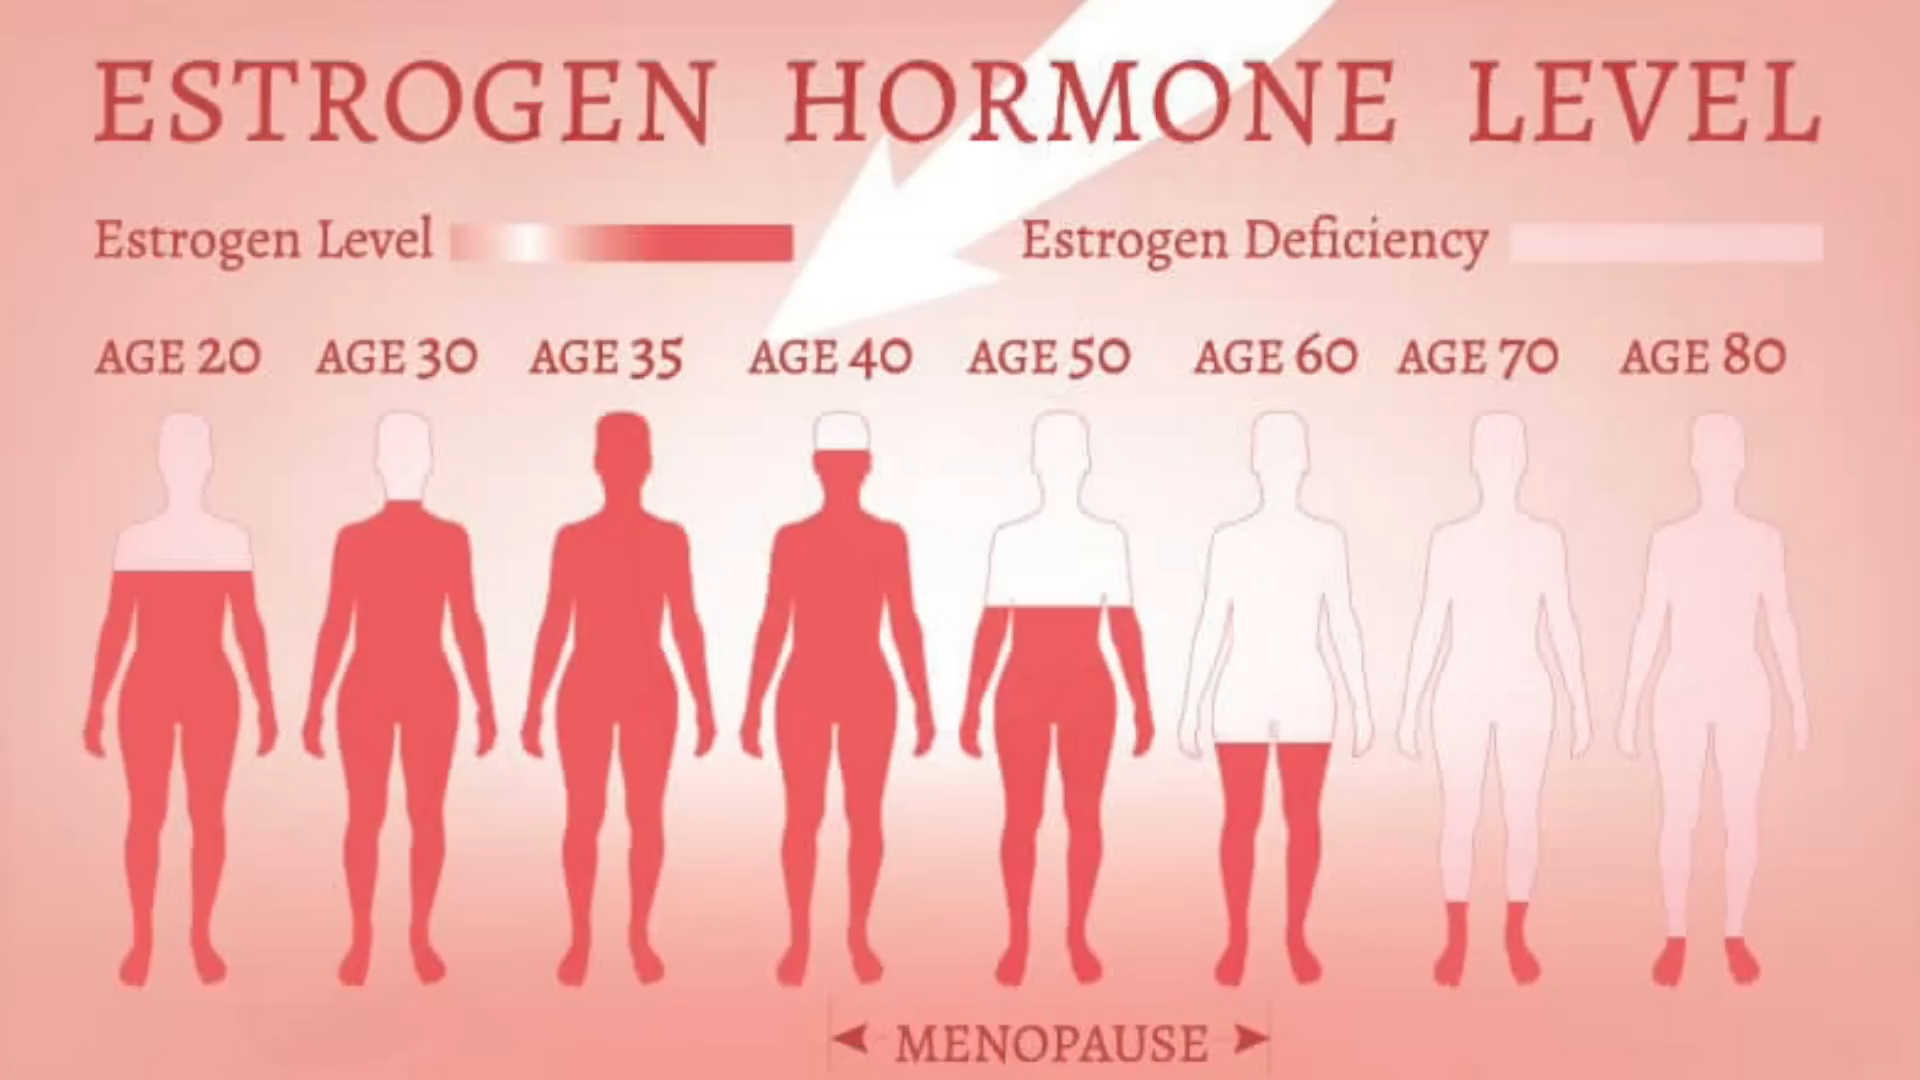 ESTROGEN HORMONE LEVEL
Estrogen Level
Estrogen Deficiency
AGE 20 AGE 30 AGE 35 AGE 40 AGE 50 AGE 60 AGE 70 AGE 80
MENOPAUSE